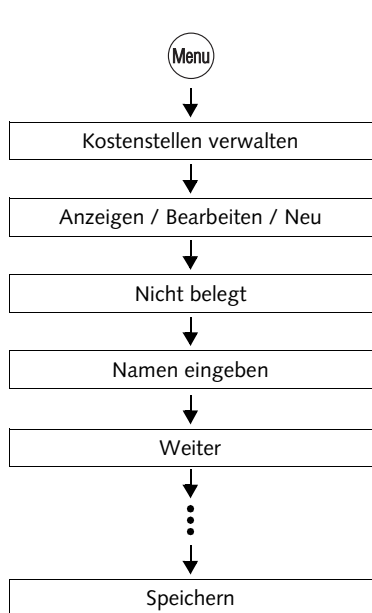 Menu
Kostenstellen verwalten
Anzeigen / Bearbeiten / Neu
Nicht belegt
Namen eingeben
Weiter
Speichern